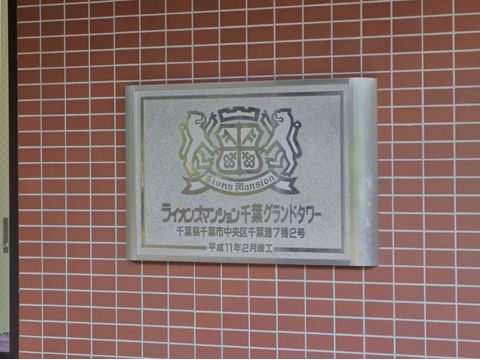 Lions Mansion
ライオンズマンション千葉グランドタワー
千葉県千葉市中央区千葉港7番2号
平成11年2月竣工